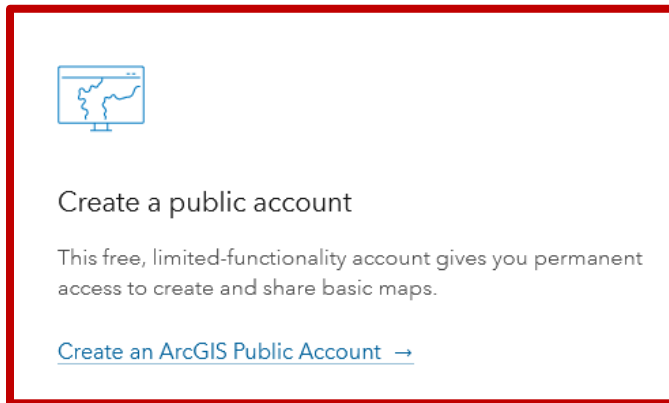 Create a public account
This free, limited-functionality account gives you permanent
access to create and share basic maps.
Create an ArcGIS Public Account →